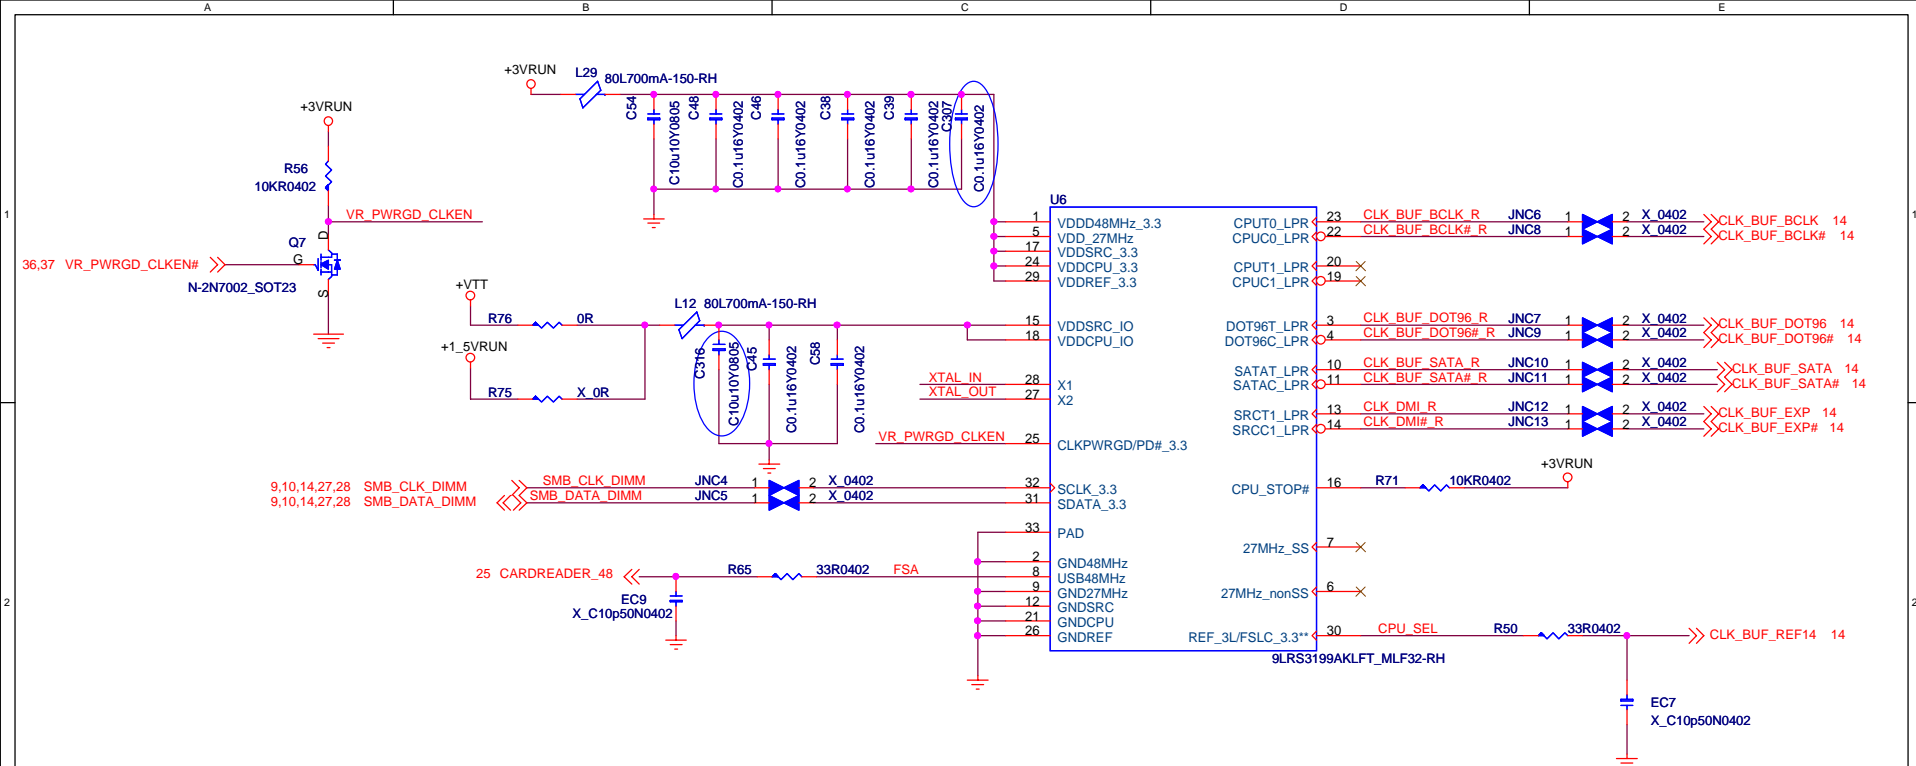 A B C D E
1 1
2 2
+3VRUN
L29 80L700mA-150-RH
C54 C10u10Y0805
C48 C0.1u16Y0402
C46 C0.1u16Y0402
C38 C0.1u16Y0402
C39 C0.1u16Y0402
C307 C0.1u16Y0402
+3VRUN
R56
10KR0402
VR_PWRGD_CLKEN
Q7
D
G
S
36,37 VR_PWRGD_CLKEN#
N-2N7002_SOT23
+VTT
R76 0R
L12 80L700mA-150-RH
+1_5VRUN
R75 X_0R
C316 C10u10Y0805
C45 C0.1u16Y0402
C58 C0.1u16Y0402
XTAL_IN
XTAL_OUT
VR_PWRGD_CLKEN
9,10,14,27,28 SMB_CLK_DIMM SMB_CLK_DIMM JNC4 1 2 X_0402
9,10,14,27,28 SMB_DATA_DIMM SMB_DATA_DIMM JNC5 1 2 X_0402
25 CARDREADER_48 R65 33R0402 FSA
EC9
X_C10p50N0402
U6
1 VDDD48MHz_3.3
5 VDD_27MHz
17 VDDSRC_3.3
24 VDDCPU_3.3
29 VDDREF_3.3
15 VDDSRC_IO
18 VDDCPU_IO
28 X1
27 X2
25 CLKPWRGD/PD#_3.3
32 SCLK_3.3
31 SDATA_3.3
33 PAD
2 GND48MHz
8 USB48MHz
9 GND27MHz
12 GNDSRC
21 GNDCPU
26 GNDREF
CPUT0_LPR 23 CLK_BUF_BCLK_R JNC6 1 2 X_0402 CLK_BUF_BCLK 14
CPUC0_LPR 22 CLK_BUF_BCLK#_R JNC8 1 2 X_0402 CLK_BUF_BCLK# 14
CPUT1_LPR 20
CPUC1_LPR 19
DOT96T_LPR 3 CLK_BUF_DOT96_R JNC7 1 2 X_0402 CLK_BUF_DOT96 14
DOT96C_LPR 4 CLK_BUF_DOT96#_R JNC9 1 2 X_0402 CLK_BUF_DOT96# 14
SATAT_LPR 10 CLK_BUF_SATA_R JNC10 1 2 X_0402 CLK_BUF_SATA 14
SATAC_LPR 11 CLK_BUF_SATA#_R JNC11 1 2 X_0402 CLK_BUF_SATA# 14
SRCT1_LPR 13 CLK_DMI_R JNC12 1 2 X_0402 CLK_BUF_EXP 14
SRCC1_LPR 14 CLK_DMI#_R JNC13 1 2 X_0402 CLK_BUF_EXP# 14
+3VRUN
CPU_STOP# 16 R71 10KR0402
27MHz_SS 7
27MHz_nonSS 6
REF_3L/FSLC_3.3** 30 CPU_SEL R50 33R0402 CLK_BUF_REF14 14
9LRS3199AKLFT_MLF32-RH
EC7
X_C10p50N0402